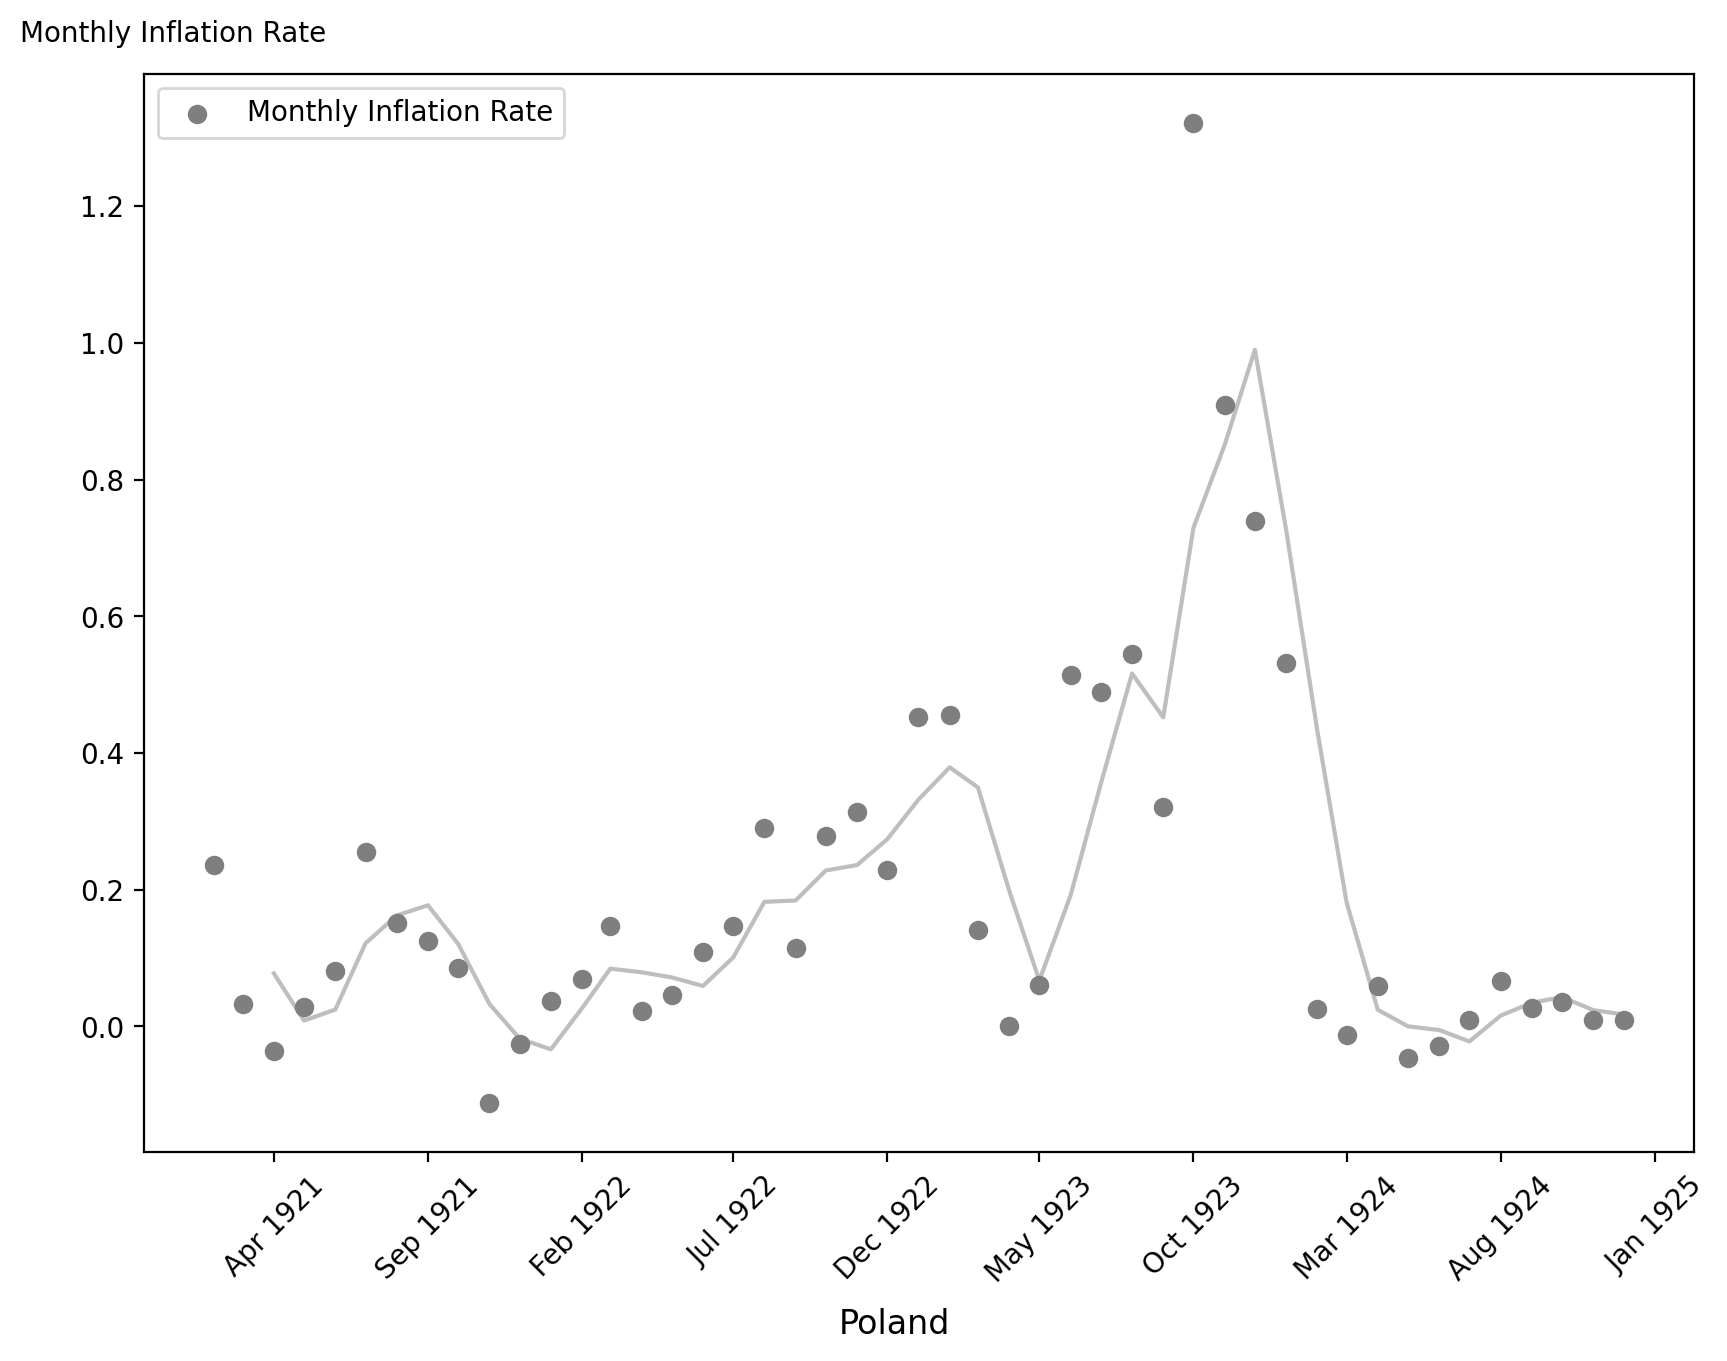 Monthly Inflation Rate
Monthly Inflation Rate
1.2
1.0
0.8
0.6
0.4
0.2
0.0
Apr 1921
Sep 1921
Feb 1922
Jul 1922
Dec 1922
May 1923
Oct 1923
Mar 1924
Aug 1924
Jan 1925
Poland